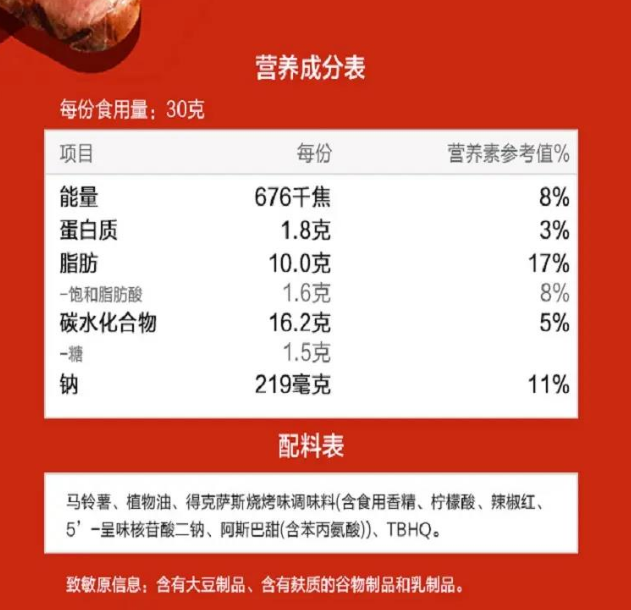 营养成分表
每份食用量：30克
项目 每份 营养素参考值%
能量 676千焦 8%
蛋白质 1.8克 3%
脂肪 10.0克 17%
-饱和脂肪酸 1.6克 8%
碳水化合物 16.2克 5%
-糖 1.5克
钠 219毫克 11%
配料表
马铃薯、植物油、得克萨斯烧烤味调味料(含食用香精、柠檬酸、辣椒红、
5’-呈味核苷酸二钠、阿斯巴甜(含苯丙氨酸))、TBHQ。
致敏原信息：含有大豆制品、含有麸质的谷物制品和乳制品。